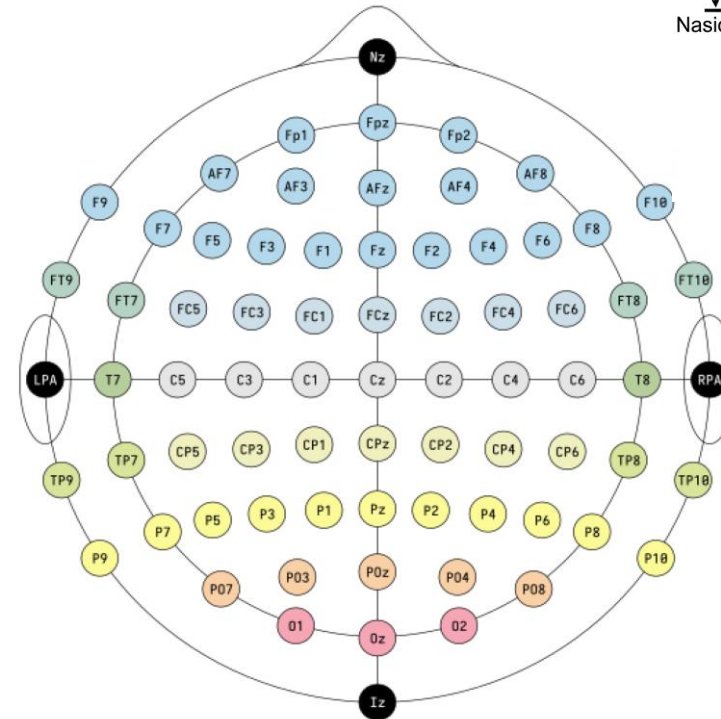 Nasio
Nz
Fp1 Fpz Fp2
AF7 AF3 AFz AF4 AF8
F9 F7 F5 F3 F1 Fz F2 F4 F6 F8 F10
FT9 FT7 FC5 FC3 FC1 FCz FC2 FC4 FC6 FT8 FT10
LPA T7 C5 C3 C1 Cz C2 C4 C6 T8 RPA
TP9 TP7 CP5 CP3 CP1 CPz CP2 CP4 CP6 TP8 TP10
P9 P7 P5 P3 P1 Pz P2 P4 P6 P8 P10
PO7 PO3 POz PO4 PO8
O1 Oz O2
Iz